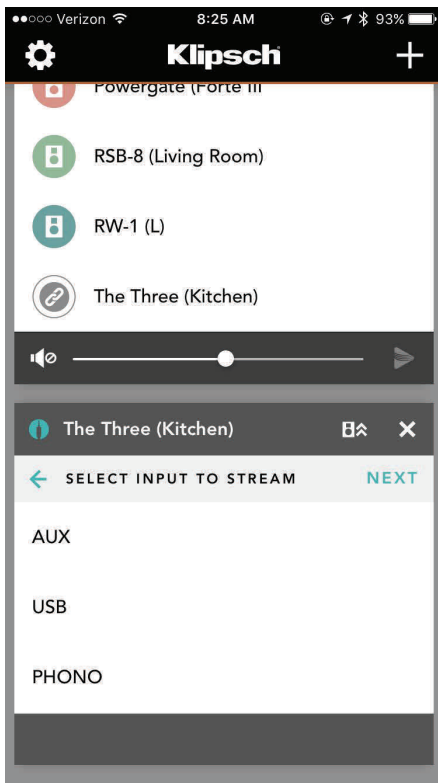 Verizon 8:25 AM 93%
Klipsch
Powergate (Forte III
RSB-8 (Living Room)
RW-1 (L)
The Three (Kitchen)
The Three (Kitchen)
SELECT INPUT TO STREAM NEXT
AUX
USB
PHONO